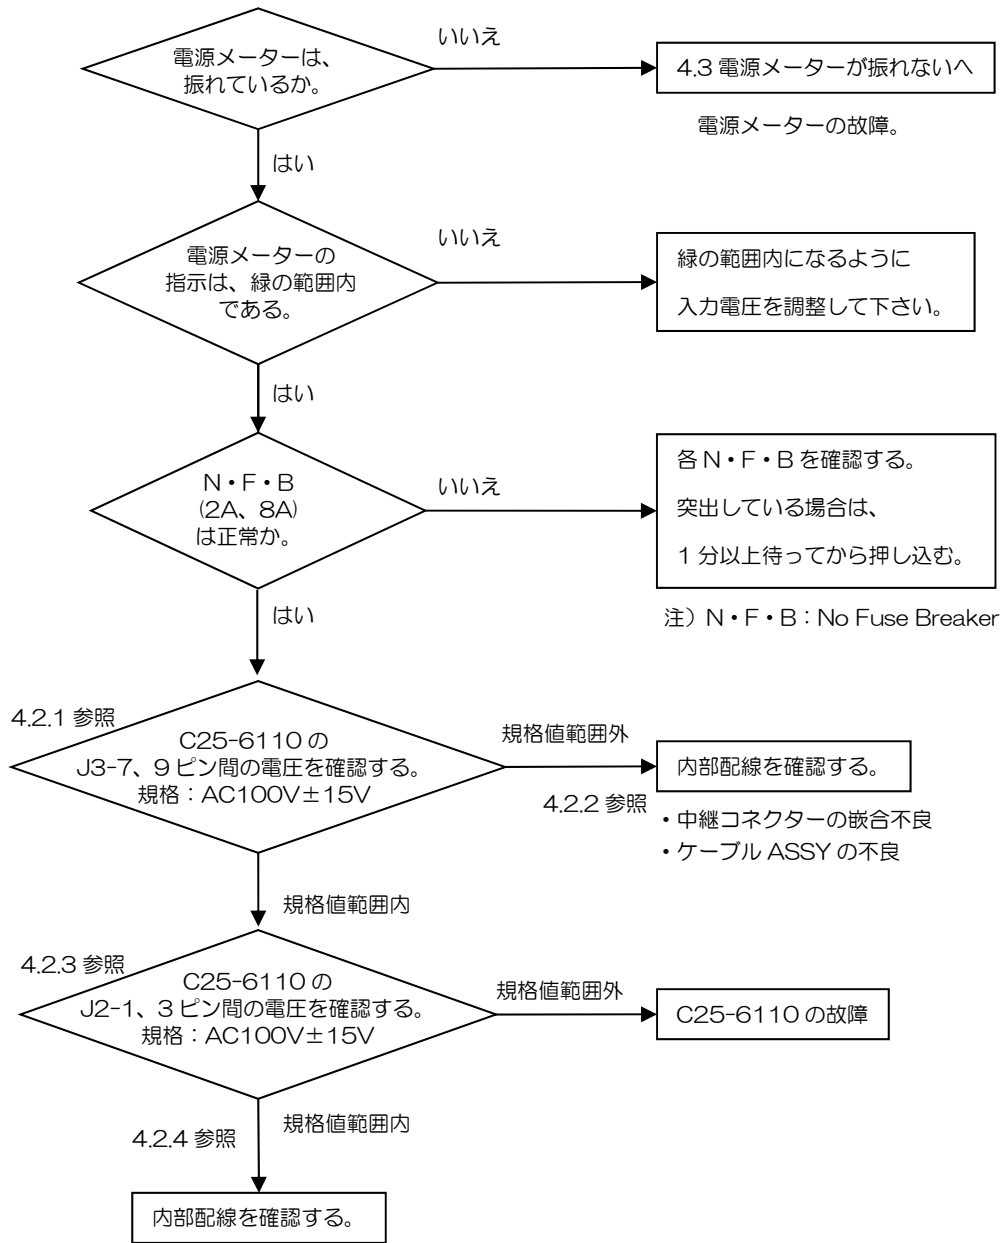 電源メーターは、
振れているか。
いいえ
4.3 電源メーターが振れないへ
電源メーターの故障。
はい
電源メーターの
指示は、緑の範囲内
である。
いいえ
緑の範囲内になるように
入力電圧を調整して下さい。
はい
N・F・B
(2A、8A)
は正常か。
いいえ
各 N・F・B を確認する。
突出している場合は、
1 分以上待ってから押し込む。
注）N・F・B：No Fuse Breaker
はい
4.2.1 参照
C25-6110 の
J3-7、9 ピン間の電圧を確認する。
規格：AC100V±15V
規格値範囲外
4.2.2 参照
内部配線を確認する。
・中継コネクターの嵌合不良
・ケーブル ASSY の不良
規格値範囲内
4.2.3 参照
C25-6110 の
J2-1、3 ピン間の電圧を確認する。
規格：AC100V±15V
規格値範囲外
C25-6110 の故障
規格値範囲内
4.2.4 参照
内部配線を確認する。